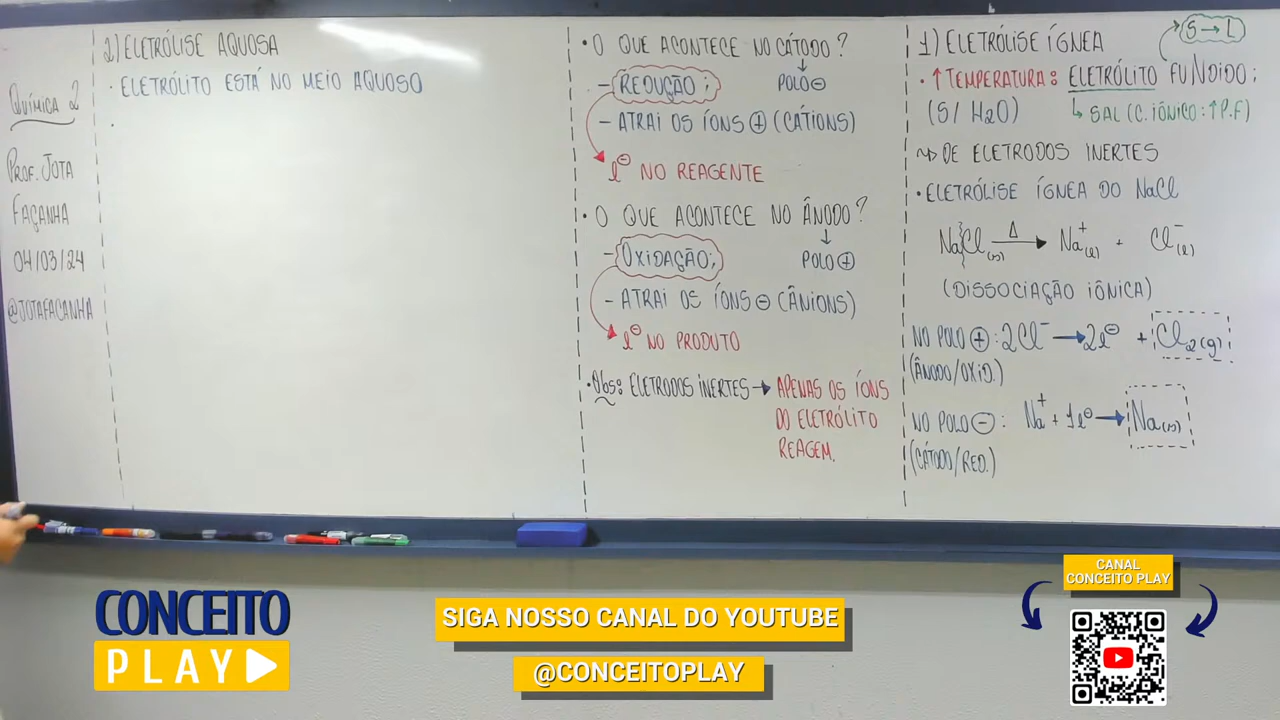 QUÍMICA 2
PROF. JOTA
FAÇANHA
04/03/24
@JOTAFAÇANHA
2) ELETRÓLISE AQUOSA
• ELETRÓLITO ESTÁ NO MEIO AQUOSO
• O QUE ACONTECE NO CÁTODO?
↓
- REDUÇÃO; POLO ⊖
- ATRAI OS ÍONS ⊕ (CÁTIONS)
e⊖ NO REAGENTE
• O QUE ACONTECE NO ÂNODO?
↓
- OXIDAÇÃO; POLO ⊕
- ATRAI OS ÍONS ⊖ (ÂNIONS)
e⊖ NO PRODUTO
• Obs: ELETRODOS INERTES → APENAS OS ÍONS
DO ELETRÓLITO
REAGEM.
S → L
1) ELETRÓLISE ÍGNEA
• ↑ TEMPERATURA: ELETRÓLITO FUNDIDO;
(S/ H2O) ↳ SAL (C. IÔNICO: ↑ P.F)
↝ DE ELETRODOS INERTES
• ELETRÓLISE ÍGNEA DO NaCl
NaCl(s) Δ→ Na+(l) + Cl-(l)
(DISSOCIAÇÃO IÔNICA)
NO POLO ⊕: 2Cl- → 2e⊖ + Cl2(g)
(ÂNODO/OXID.)
NO POLO ⊖: Na+ + 1e⊖ → Na(s)
(CÁTODO/RED.)
CONCEITO
PLAY
SIGA NOSSO CANAL DO YOUTUBE
@CONCEITOPLAY
CANAL
CONCEITO PLAY